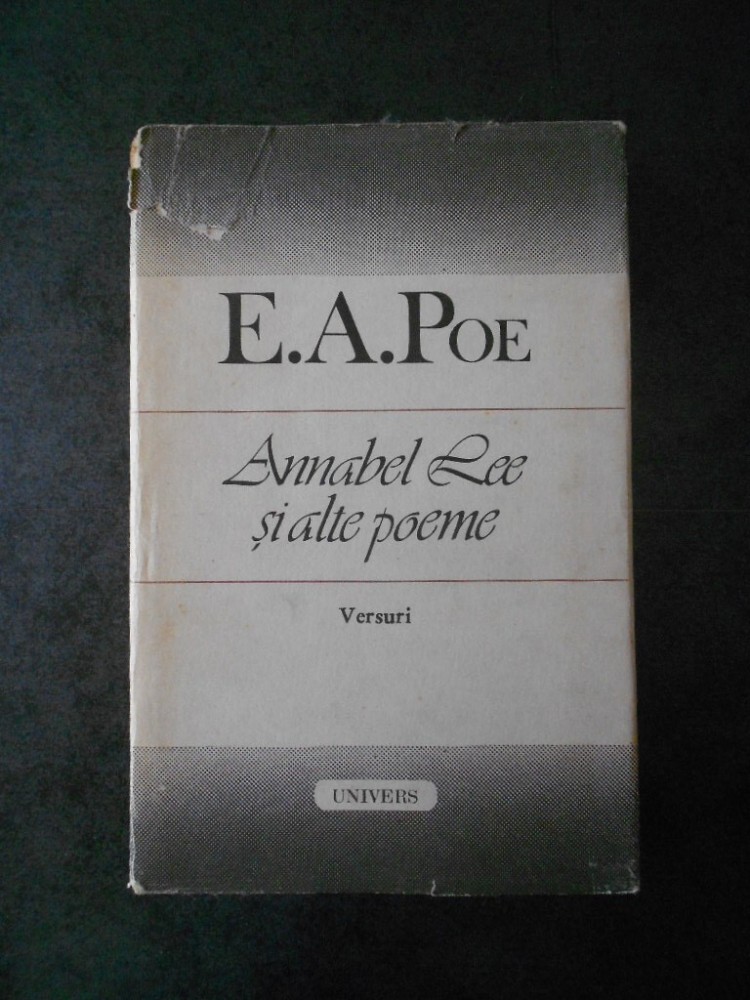 E.A.POE
Annabel Lee
și alte poeme
Versuri
UNIVERS